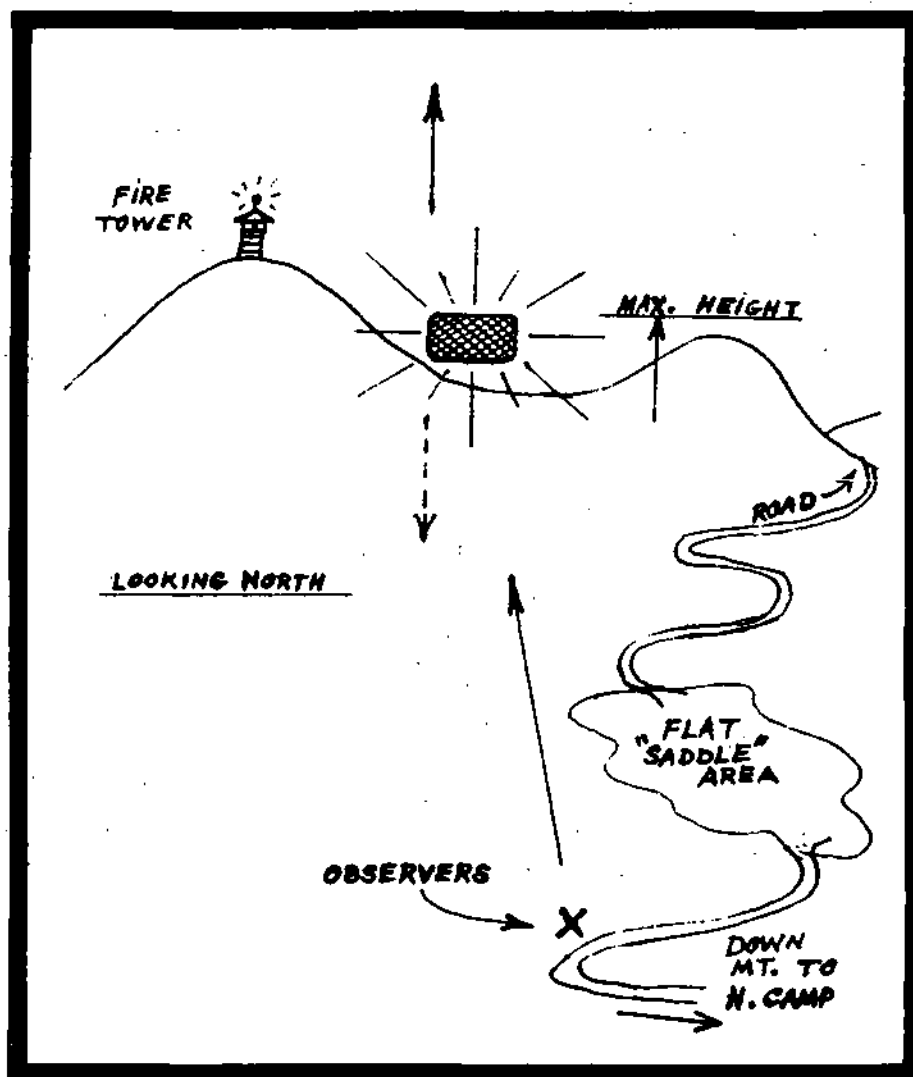 FIRE
TOWER
MAX. HEIGHT
ROAD
LOOKING NORTH
"FLAT
SADDLE"
AREA
OBSERVERS
X
DOWN
MT. TO
N. CAMP